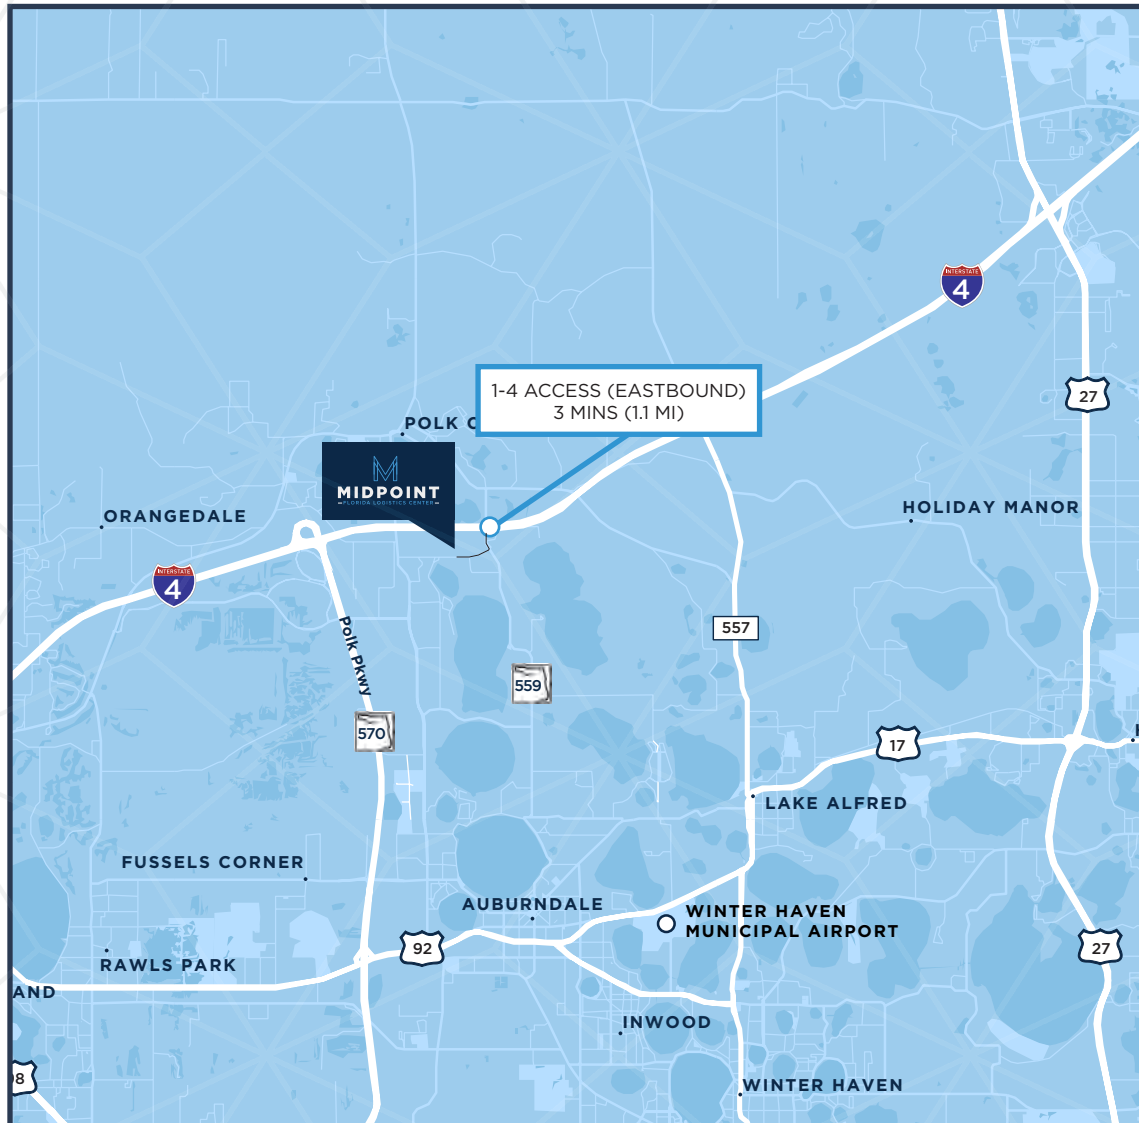 INTERSTATE
4
1-4 ACCESS (EASTBOUND)
3 MINS (1.1 MI)
27
POLK C
MIDPOINT
FLORIDA LOGISTICS CENTER
ORANGEDALE
HOLIDAY MANOR
INTERSTATE
4
Polk Pkwy
557
559
570
17
LAKE ALFRED
FUSSELS CORNER
AUBURNDALE
WINTER HAVEN
MUNICIPAL AIRPORT
92
27
RAWLS PARK
AND
INWOOD
98
WINTER HAVEN